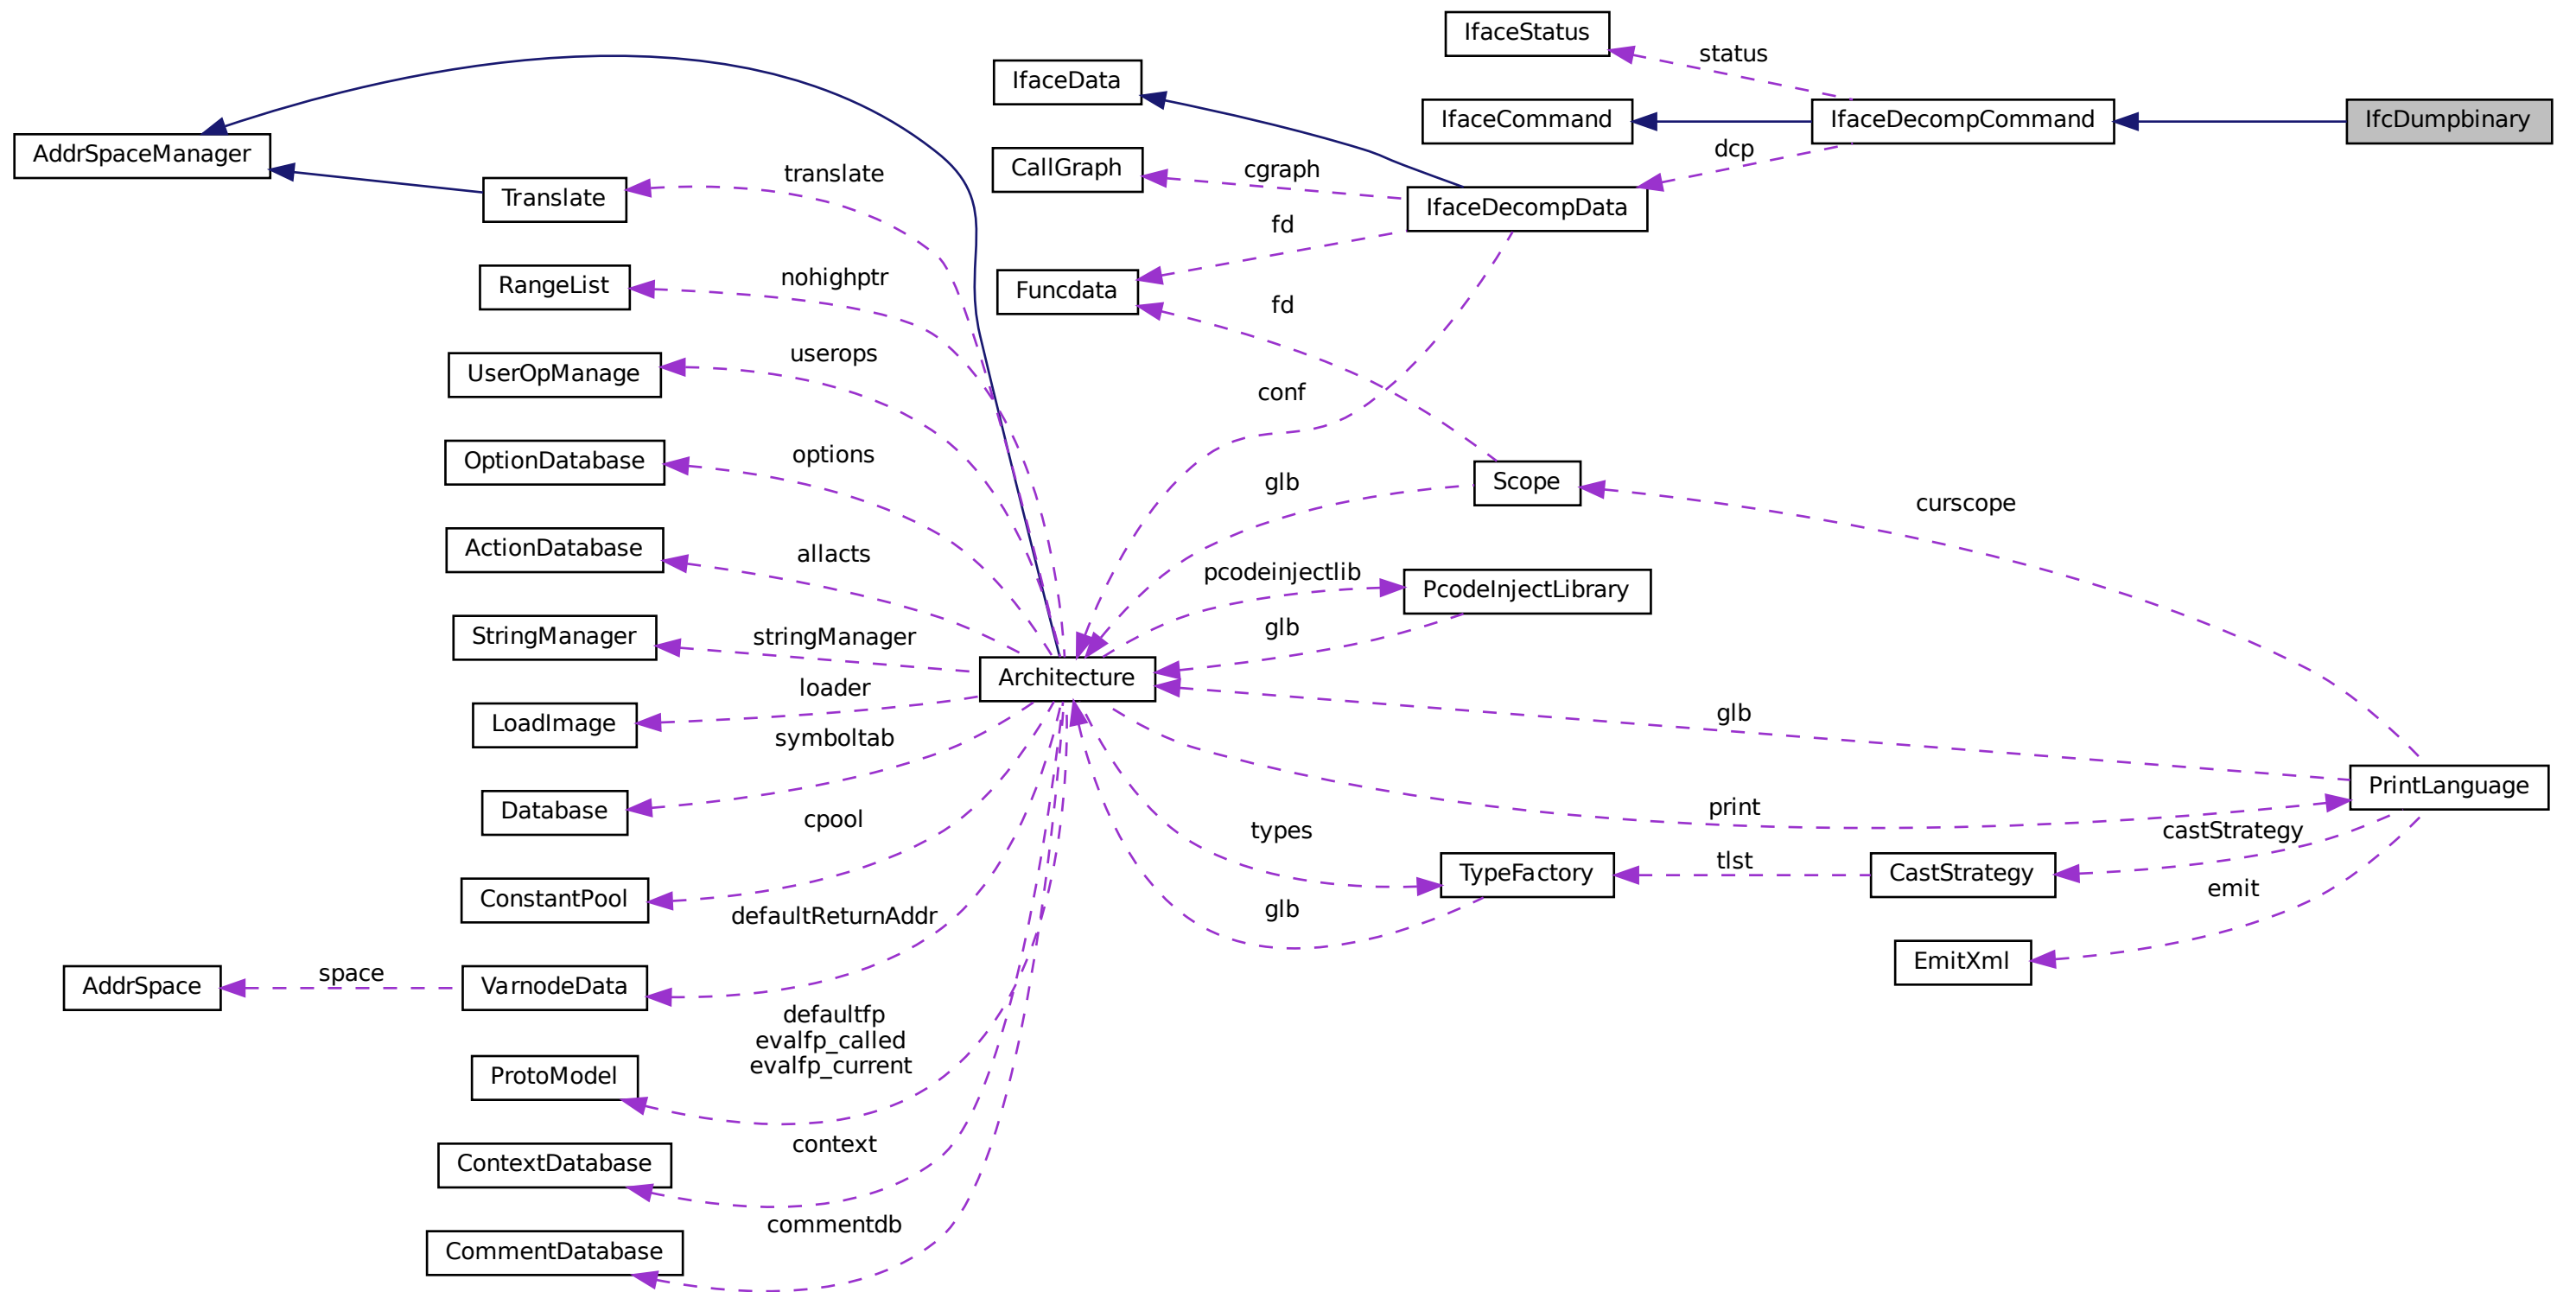 IfaceStatus
status
IfaceData
IfaceCommand
IfaceDecompCommand
IfcDumpbinary
AddrSpaceManager
dcp
CallGraph
cgraph
translate
Translate
IfaceDecompData
fd
nohighptr
RangeList
Funcdata
fd
userops
UserOpManage
conf
options
OptionDatabase
glb
Scope
curscope
allacts
ActionDatabase
pcodeinjectlib
PcodeInjectLibrary
glb
stringManager
StringManager
Architecture
loader
LoadImage
glb
symboltab
PrintLanguage
print
Database
cpool
types
castStrategy
tlst
TypeFactory
CastStrategy
emit
ConstantPool
glb
defaultReturnAddr
EmitXml
space
AddrSpace
VarnodeData
defaultfp
evalfp_called
evalfp_current
ProtoModel
context
ContextDatabase
commentdb
CommentDatabase